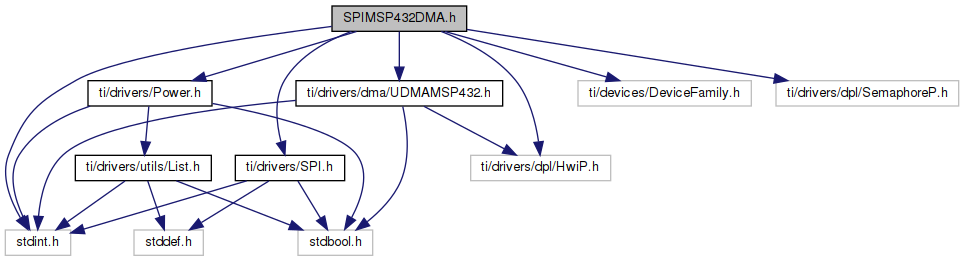 SPIMSP432DMA.h
ti/drivers/Power.h
ti/drivers/dma/UDMAMSP432.h
ti/devices/DeviceFamily.h
ti/drivers/dpl/SemaphoreP.h
ti/drivers/utils/List.h
ti/drivers/SPI.h
ti/drivers/dpl/HwiP.h
stdint.h
stddef.h
stdbool.h